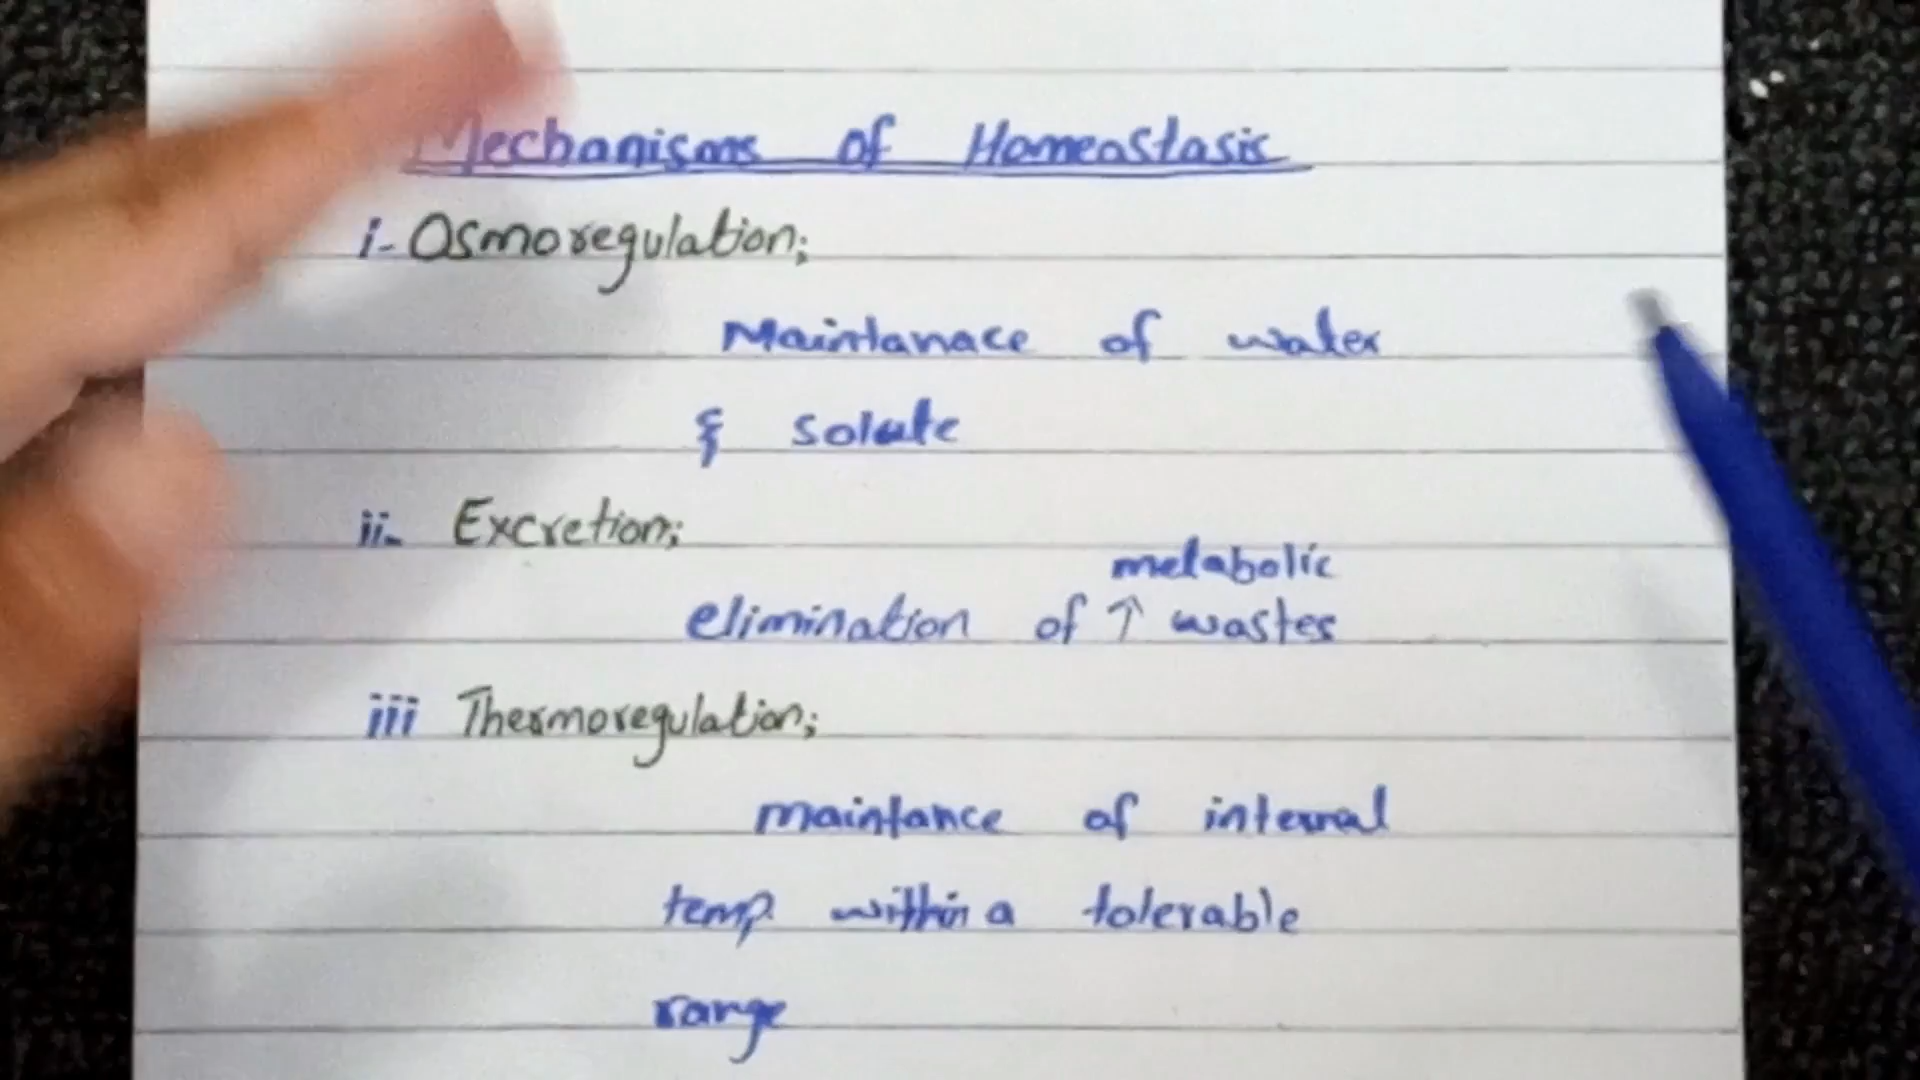 Mechanisms of Homeostasis
i- Osmoregulation;
Maintanace of water
& solute
ii- Excretion;
metabolic
elimination of ↑ wastes
iii Thermoregulation;
maintance of internal
temp. within a tolerable
range